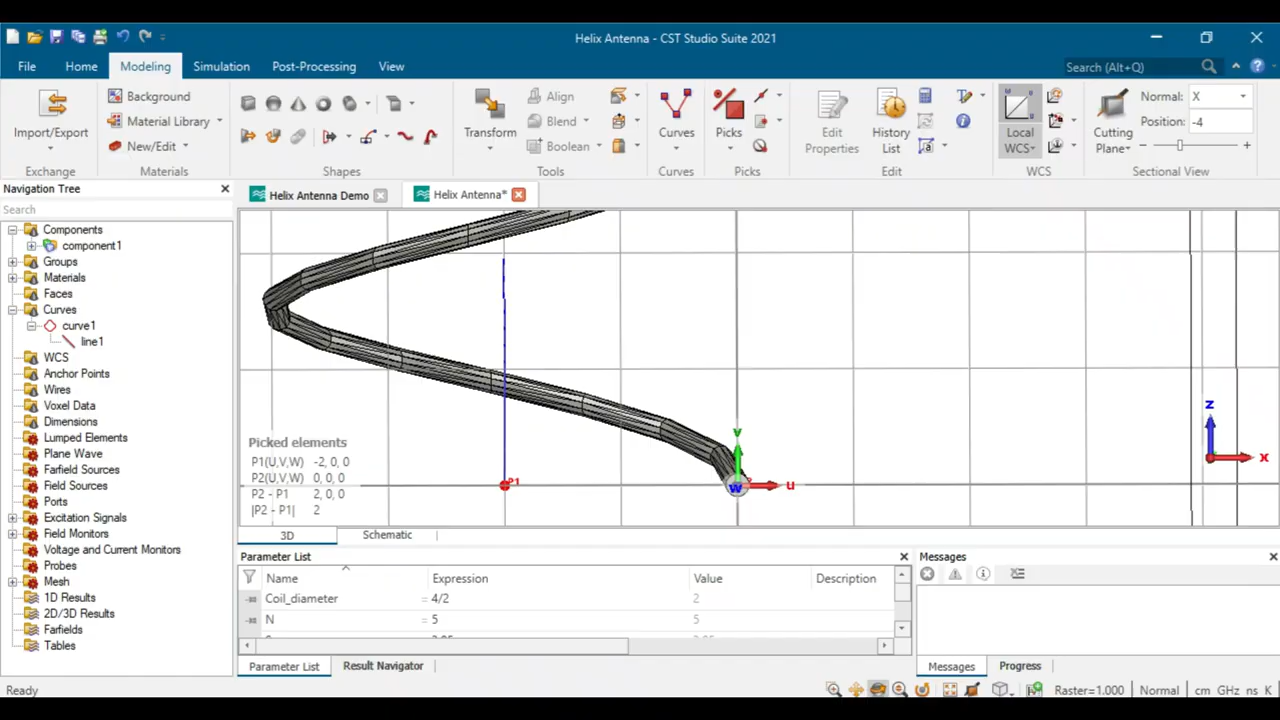 Helix Antenna - CST Studio Suite 2021
File Home Modeling Simulation Post-Processing View
Search (Alt+Q)
Background
Material Library
New/Edit
Import/Export
Exchange
Materials
Shapes
Transform
Align
Blend
Boolean
Tools
Curves
Curves
Picks
Picks
Edit Properties
History List
Edit
Local WCS
WCS
Cutting Plane
Normal: X
Position: -4
Sectional View
Navigation Tree
Search
Helix Antenna Demo
Helix Antenna*
Components
component1
Groups
Materials
Faces
Curves
curve1
line1
WCS
Anchor Points
Wires
Voxel Data
Dimensions
Lumped Elements
Plane Wave
Farfield Sources
Field Sources
Ports
Excitation Signals
Field Monitors
Voltage and Current Monitors
Probes
Mesh
1D Results
2D/3D Results
Farfields
Tables
Picked elements
P1(U,V,W) -2, 0, 0
P2(U,V,W) 0, 0, 0
P2 - P1 2, 0, 0
|P2 - P1| 2
P1
v
w
u
z
x
3D Schematic
Parameter List
Name Expression Value Description
Coil_diameter = 4/2 2
N = 5 5
Parameter List Result Navigator
Messages
Messages Progress
Ready
Raster=1.000 Normal cm GHz ns K